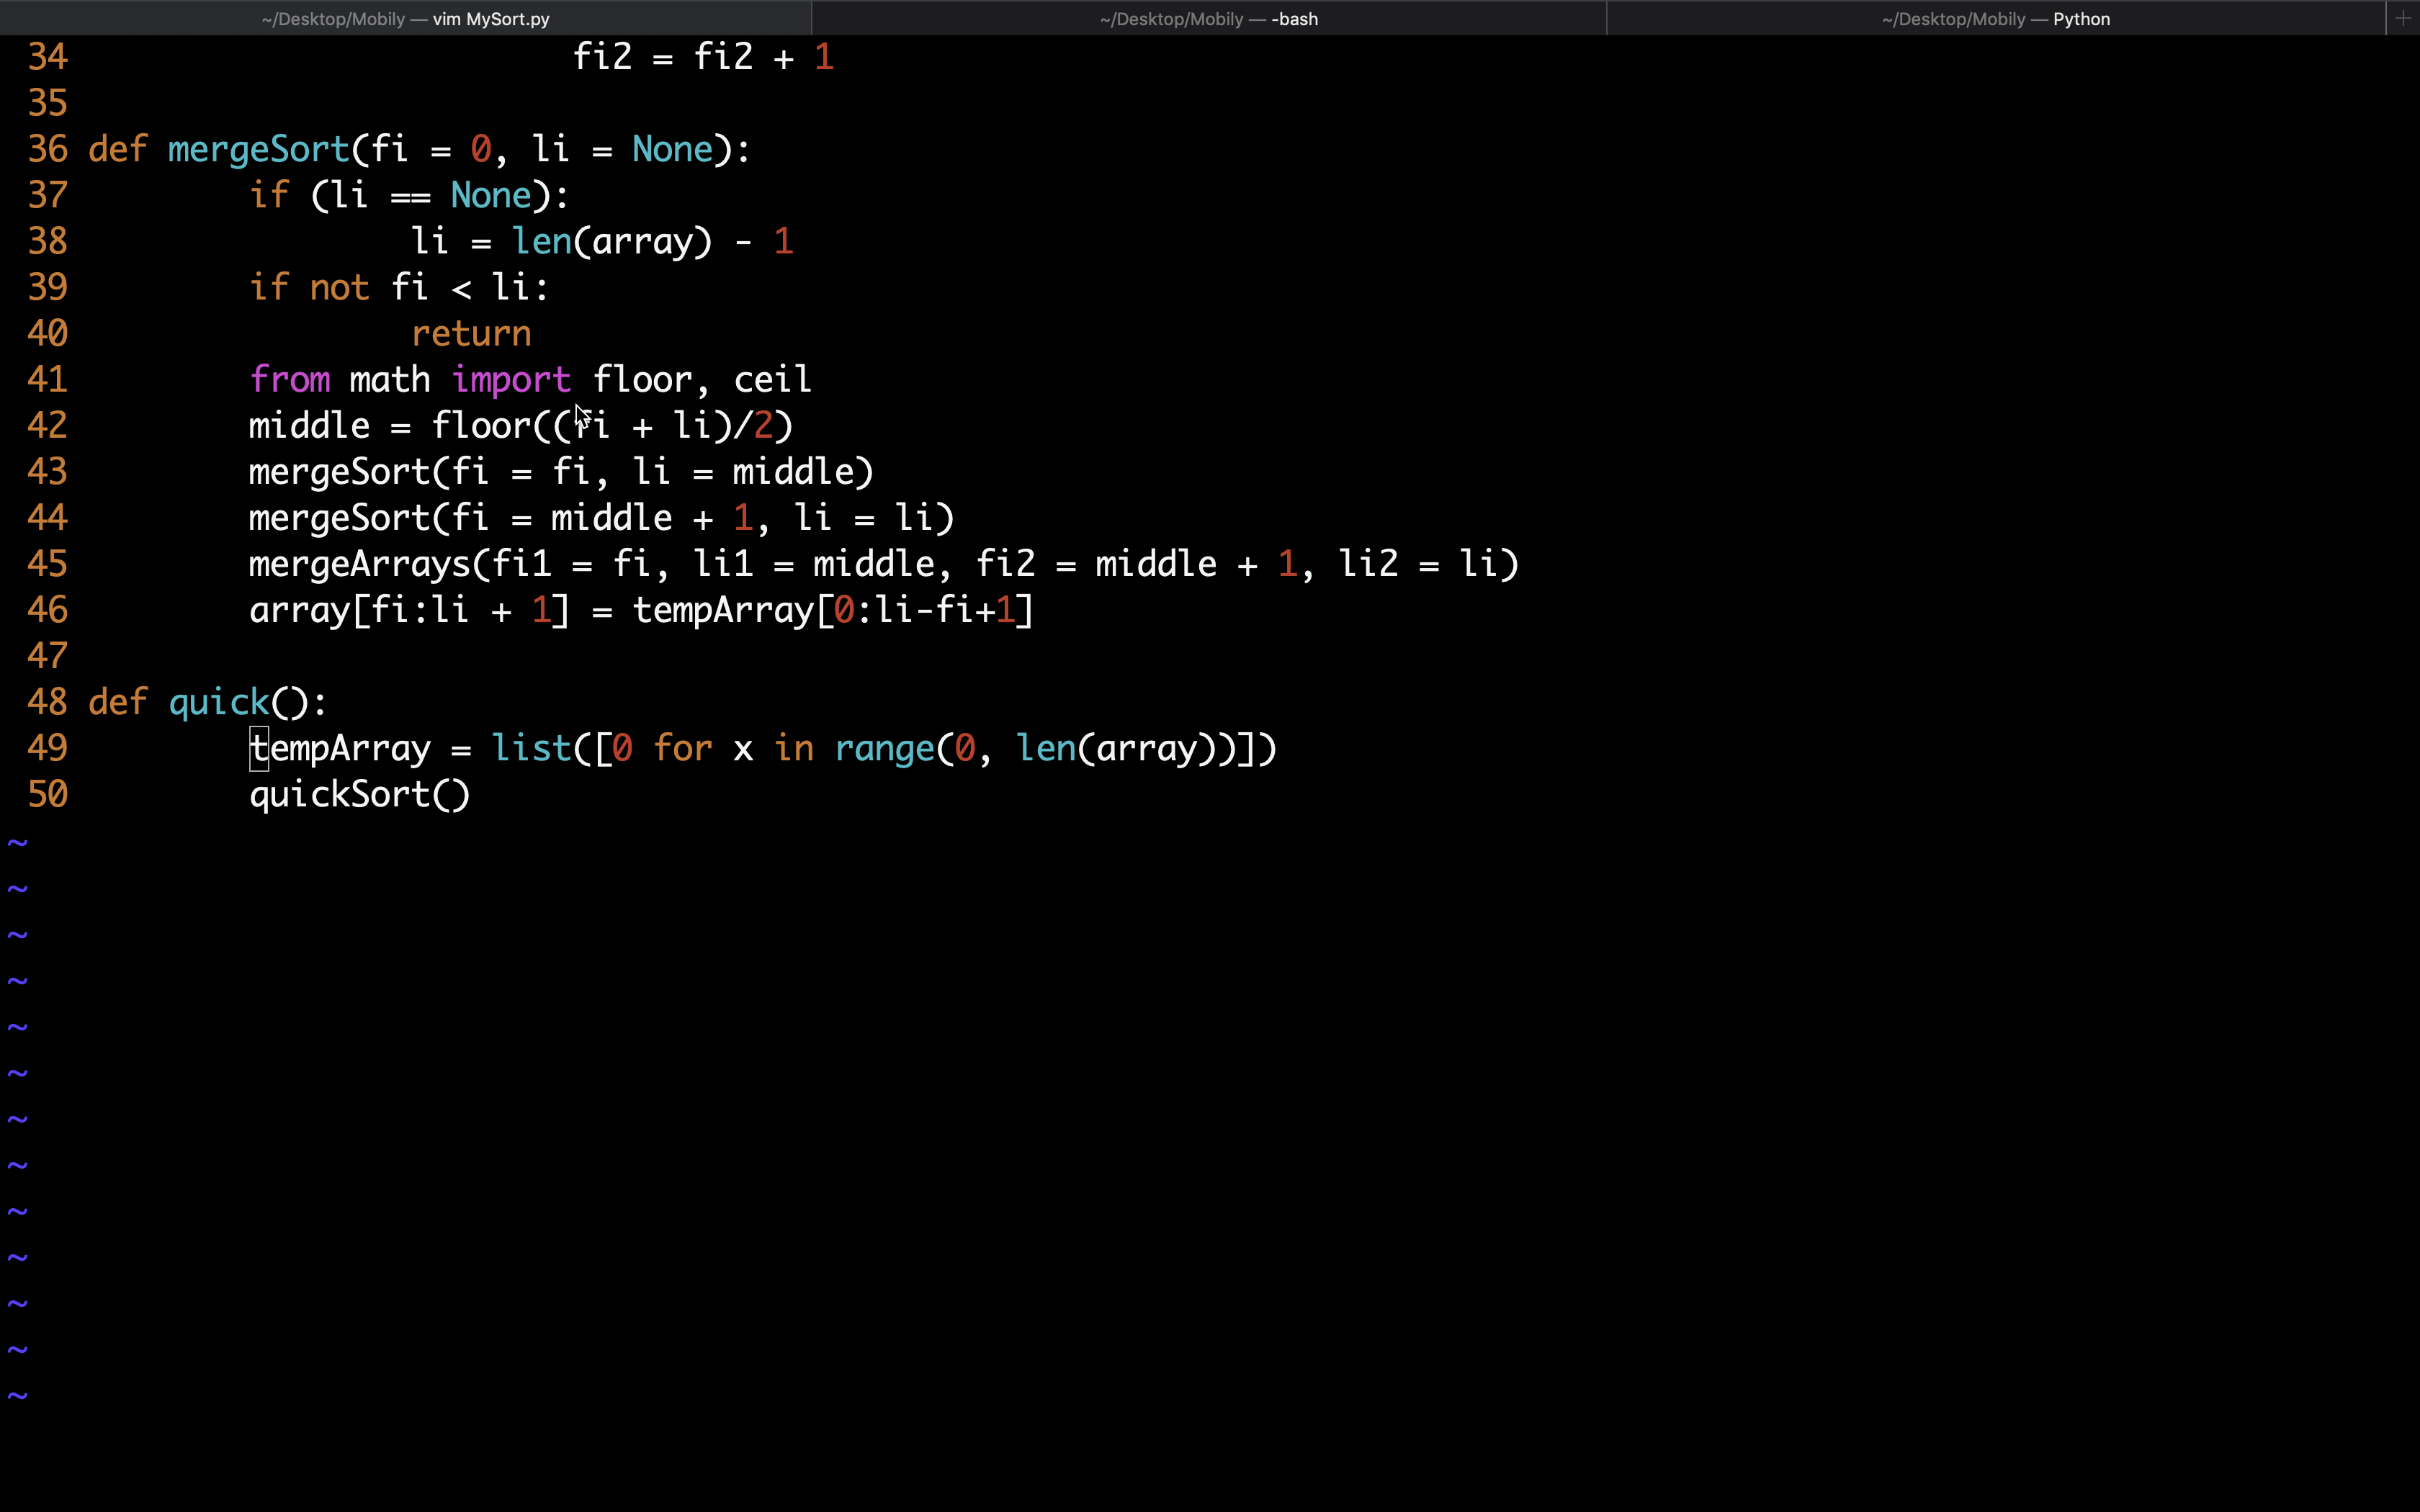 ~/Desktop/Mobily — vim MySort.py
~/Desktop/Mobily — -bash
~/Desktop/Mobily — Python
+
34 fi2 = fi2 + 1
35
36 def mergeSort(fi = 0, li = None):
37 if (li == None):
38 li = len(array) - 1
39 if not fi < li:
40 return
41 from math import floor, ceil
42 middle = floor((fi + li)/2)
43 mergeSort(fi = fi, li = middle)
44 mergeSort(fi = middle + 1, li = li)
45 mergeArrays(fi1 = fi, li1 = middle, fi2 = middle + 1, li2 = li)
46 array[fi:li + 1] = tempArray[0:li-fi+1]
47
48 def quick():
49 tempArray = list([0 for x in range(0, len(array))])
50 quickSort()
~
~
~
~
~
~
~
~
~
~
~
~
~